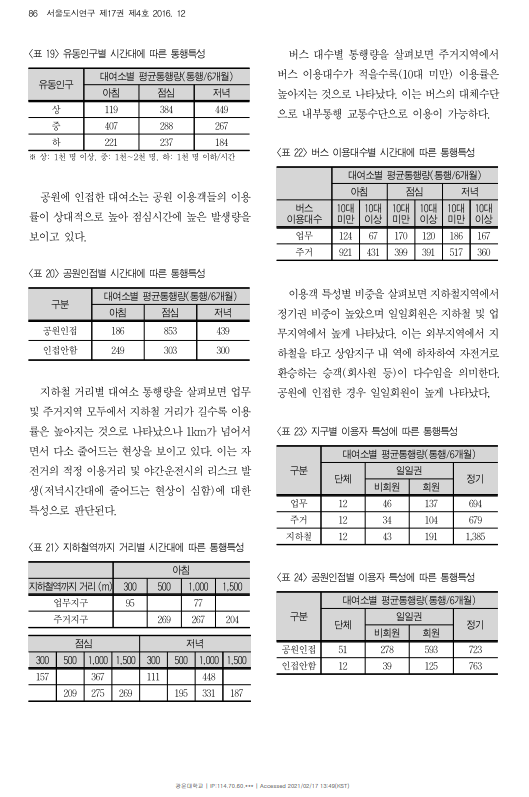 86 서울도시연구 제17권 제4호 2016. 12
<표 19> 유동인구별 시간대에 따른 통행특성
유동인구 대여소별 평균통행량(통행/6개월)
아침 점심 저녁
상 119 384 449
중 407 288 267
하 221 237 184
※ 상: 1천 명 이상, 중: 1천~2천 명, 하: 1천 명 이하/시간
공원에 인접한 대여소는 공원 이용객들의 이용
률이 상대적으로 높아 점심시간에 높은 발생량을
보이고 있다.
<표 20> 공원인접별 시간대에 따른 통행특성
구분 대여소별 평균통행량(통행/6개월)
아침 점심 저녁
공원인접 186 853 439
인접안함 249 303 300
지하철 거리별 대여소 통행량을 살펴보면 업무
및 주거지역 모두에서 지하철 거리가 길수록 이용
률은 높아지는 것으로 나타났으나 1km가 넘어서
면서 다소 줄어드는 현상을 보이고 있다. 이는 자
전거의 적정 이용거리 및 야간운전시의 리스크 발
생(저녁시간대에 줄어드는 현상이 심함)에 대한
특성으로 판단된다.
<표 21> 지하철역까지 거리별 시간대에 따른 통행특성
아침
지하철역까지 거리 (m) 300 500 1,000 1,500
업무지구 95 77
주거지구 269 267 204
점심 저녁
300 500 1,000 1,500 300 500 1,000 1,500
157 367 111 448
209 275 269 195 331 187
버스 대수별 통행량을 살펴보면 주거지역에서
버스 이용대수가 적을수록(10대 미만) 이용률은
높아지는 것으로 나타났다. 이는 버스의 대체수단
으로 내부통행 교통수단으로 이용이 가능하다.
<표 22> 버스 이용대수별 시간대에 따른 통행특성
대여소별 평균통행량(통행/6개월)
아침 점심 저녁
버스 이용대수 10대 미만 10대 이상 10대 미만 10대 이상 10대 미만 10대 이상
업무 124 67 170 120 186 167
주거 921 431 399 391 517 360
이용객 특성별 비중을 살펴보면 지하철지역에서
정기권 비중이 높았으며 일일회원은 지하철 및 업
무지역에서 높게 나타났다. 이는 외부지역에서 지
하철을 타고 상암지구 내 역에 하차하여 자전거로
환승하는 승객(회사원 등)이 다수임을 의미한다.
공원에 인접한 경우 일일회원이 높게 나타났다.
<표 23> 지구별 이용자 특성에 따른 통행특성
구분 대여소별 평균통행량(통행/6개월)
단체 일일권 정기
비회원 회원
업무 12 46 137 694
주거 12 34 104 679
지하철 12 43 191 1,385
<표 24> 공원인접별 이용자 특성에 따른 통행특성
구분 대여소별 평균통행량(통행/6개월)
단체 일일권 정기
비회원 회원
공원인접 51 278 593 723
인접안함 12 39 125 763
광운대학교 | IP:114.70.60.*** | Accessed 2021/02/17 13:49(KST)